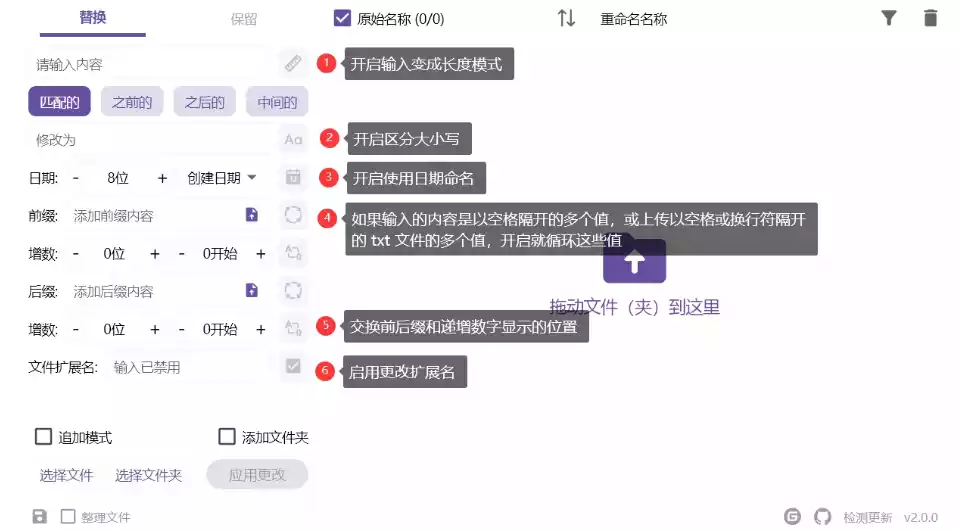 替换 保留 原始名称 (0/0) 重命名名称
请输入内容 1 开启输入变成长度模式
匹配的 之前的 之后的 中间的
修改为 Aa 2 开启区分大小写
日期: - 8位 + 创建日期 3 开启使用日期命名
前缀: 添加前缀内容 4 如果输入的内容是以空格隔开的多个值，或上传以空格或换行符隔开
的 txt 文件的多个值，开启就循环这些值
增数: - 0位 + - 0开始 +
后缀: 添加后缀内容
拖动文件（夹）到这里
增数: - 0位 + - 0开始 + 5 交换前后缀和递增数字显示的位置
文件扩展名: 输入已禁用 6 启用更改扩展名
追加模式 添加文件夹
选择文件 选择文件夹 应用更改
整理文件 检测更新 v2.0.0